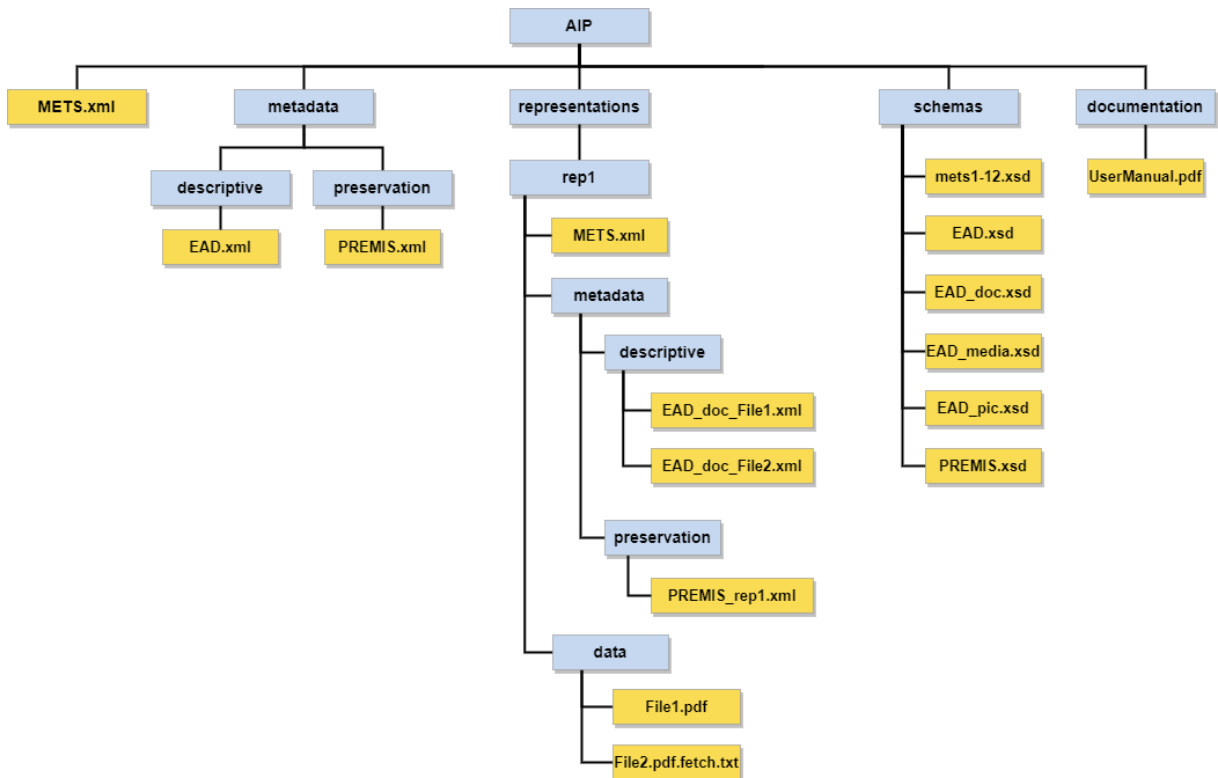 AIP
METS.xml
metadata
representations
schemas
documentation
descriptive
preservation
rep1
mets1-12.xsd
UserManual.pdf
EAD.xml
PREMIS.xml
METS.xml
EAD.xsd
metadata
EAD_doc.xsd
descriptive
EAD_media.xsd
EAD_doc_File1.xml
EAD_pic.xsd
EAD_doc_File2.xml
PREMIS.xsd
preservation
PREMIS_rep1.xml
data
File1.pdf
File2.pdf.fetch.txt